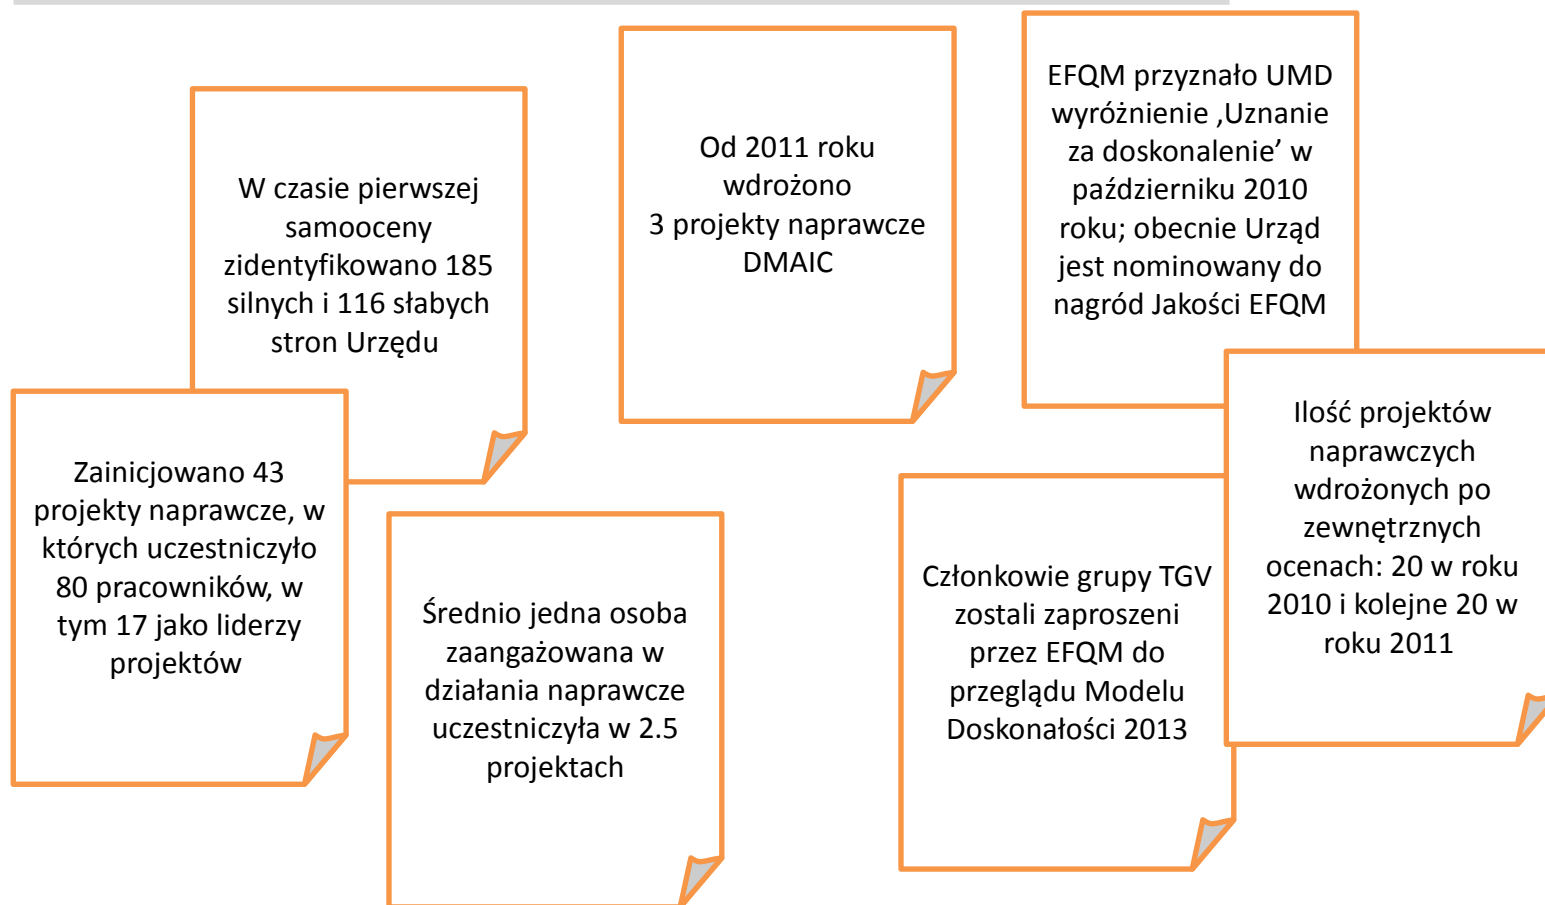 W czasie pierwszej
samooceny
zidentyfikowano 185
silnych i 116 słabych
stron Urzędu
Od 2011 roku
wdrożono
3 projekty naprawcze
DMAIC
EFQM przyznało UMD
wyróżnienie ‚Uznanie
za doskonalenie’ w
październiku 2010
roku; obecnie Urząd
jest nominowany do
nagród Jakości EFQM
Zainicjowano 43
projekty naprawcze, w
których uczestniczyło
80 pracowników, w
tym 17 jako liderzy
projektów
Średnio jedna osoba
zaangażowana w
działania naprawcze
uczestniczyła w 2.5
projektach
Członkowie grupy TGV
zostali zaproszeni
przez EFQM do
przeglądu Modelu
Doskonałości 2013
Ilość projektów
naprawczych
wdrożonych po
zewnętrznych
ocenach: 20 w roku
2010 i kolejne 20 w
roku 2011